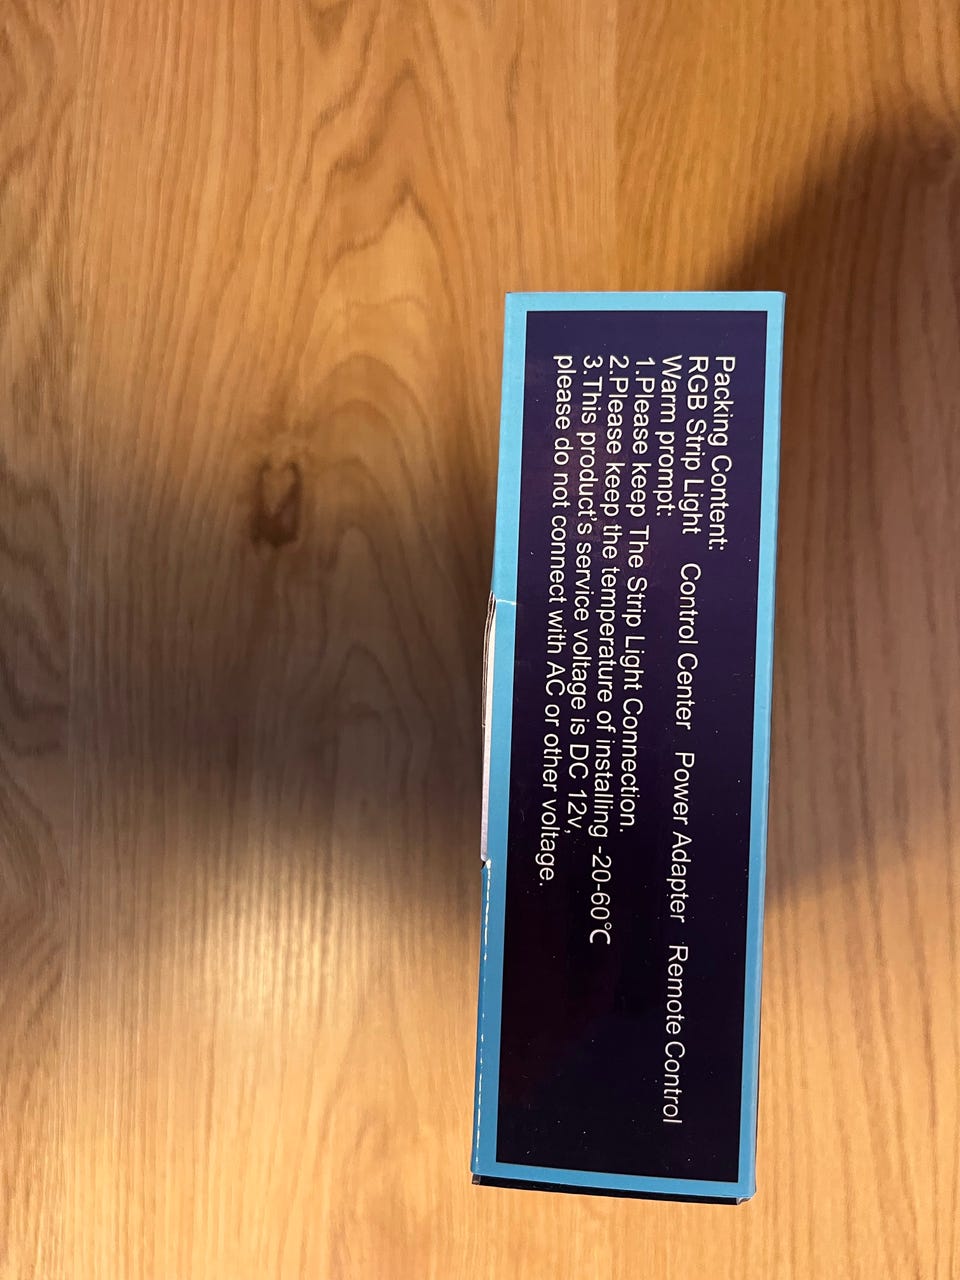 Packing Content:
RGB Strip Light Control Center Power Adapter Remote Control
Warm prompt:
1.Please keep The Strip Light Connection.
2.Please keep the temperature of installing -20-60℃
3.This product's service voltage is DC 12v,
please do not connect with AC or other voltage.